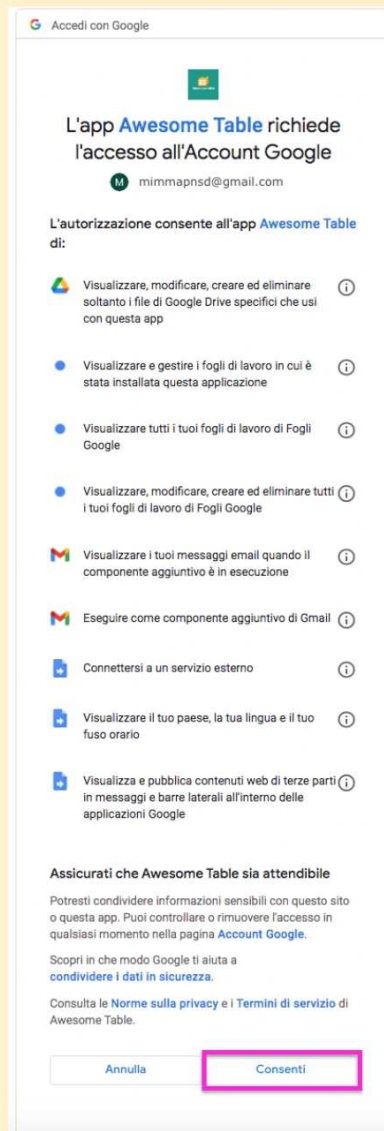 Accedi con Google
L'app Awesome Table richiede
l'accesso all'Account Google
M mimmapnsd@gmail.com
L'autorizzazione consente all'app Awesome Table
di:
Visualizzare, modificare, creare ed eliminare
soltanto i file di Google Drive specifici che usi
con questa app
Visualizzare e gestire i fogli di lavoro in cui è
stata installata questa applicazione
Visualizzare tutti i tuoi fogli di lavoro di Fogli
Google
Visualizzare, modificare, creare ed eliminare tutti
i tuoi fogli di lavoro di Fogli Google
Visualizzare i tuoi messaggi email quando il
componente aggiuntivo è in esecuzione
Eseguire come componente aggiuntivo di Gmail
Connettersi a un servizio esterno
Visualizzare il tuo paese, la tua lingua e il tuo
fuso orario
Visualizza e pubblica contenuti web di terze parti
in messaggi e barre laterali all'interno delle
applicazioni Google
Assicurati che Awesome Table sia attendibile
Potresti condividere informazioni sensibili con questo sito
o questa app. Puoi controllare o rimuovere l'accesso in
qualsiasi momento nella pagina Account Google.
Scopri in che modo Google ti aiuta a
condividere i dati in sicurezza.
Consulta le Norme sulla privacy e i Termini di servizio di
Awesome Table.
Annulla Consenti